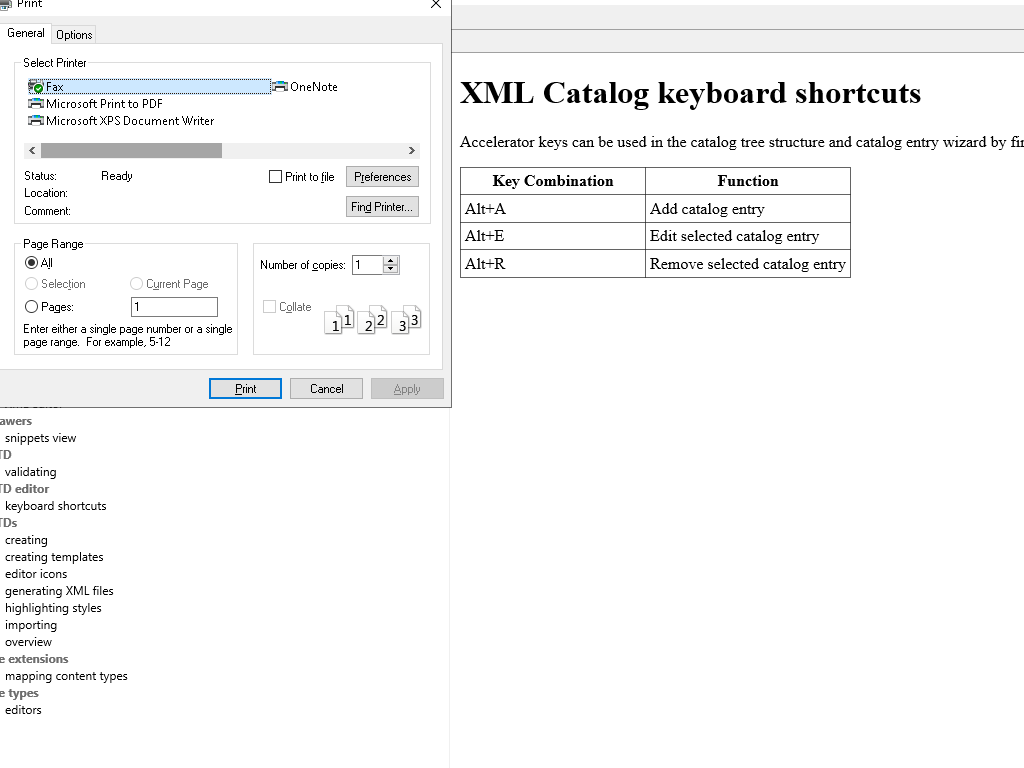 Print
General
Options
Select Printer
Fax
OneNote
Microsoft Print to PDF
Microsoft XPS Document Writer
Status:
Ready
Print to file
Preferences
Location:
Comment:
Find Printer...
Page Range
All
Selection
Current Page
Pages:
1
Enter either a single page number or a single
page range. For example, 5-12
Number of copies:
1
Collate
1 1 2 2 3 3
Print
Cancel
Apply
awers
snippets view
TD
validating
TD editor
keyboard shortcuts
TDs
creating
creating templates
editor icons
generating XML files
highlighting styles
importing
overview
e extensions
mapping content types
e types
editors
XML Catalog keyboard shortcuts
Accelerator keys can be used in the catalog tree structure and catalog entry wizard by fir
Key Combination
Function
Alt+A
Add catalog entry
Alt+E
Edit selected catalog entry
Alt+R
Remove selected catalog entry